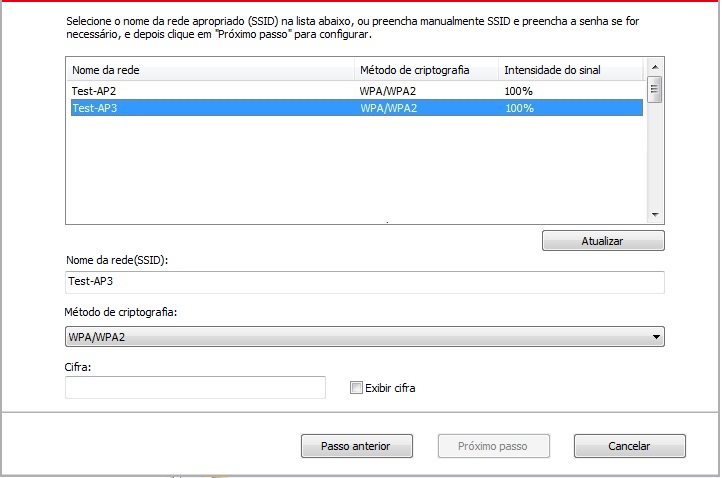 Selecione o nome da rede apropriado (SSID) na lista abaixo, ou preencha manualmente SSID e preencha a senha se for
necessário, e depois clique em "Próximo passo" para configurar.
Nome da rede Método de criptografia Intensidade do sinal
Test-AP2 WPA/WPA2 100%
Test-AP3 WPA/WPA2 100%
Atualizar
Nome da rede(SSID):
Test-AP3
Método de criptografia:
WPA/WPA2
Cifra:
Exibir cifra
Passo anterior Próximo passo Cancelar